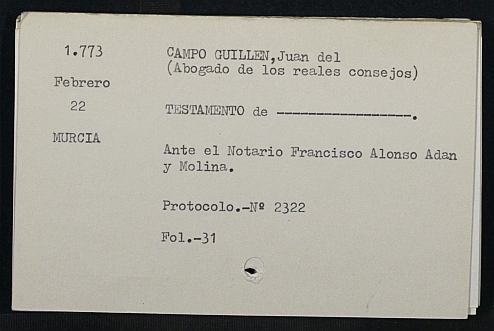 1.773
Febrero
22
MURCIA
CAMPO GUILLEN,Juan del
(Abogado de los reales consejos)
TESTAMENTO de -----------------.
Ante el Notario Francisco Alonso Adan
y Molina.
Protocolo.-Nº 2322
Fol.-31